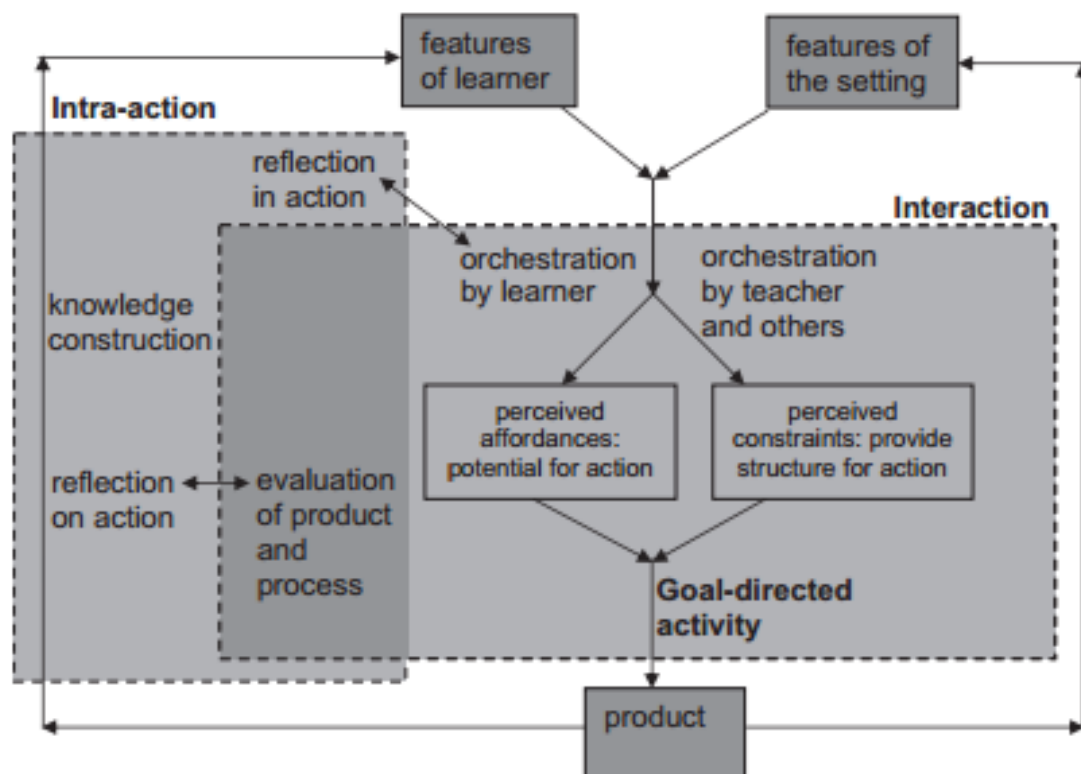 features
of learner
features of
the setting
Intra-action
reflection
in action
Interaction
orchestration
by learner
orchestration
by teacher
and others
knowledge
construction
perceived
affordances:
potential for action
perceived
constraints: provide
structure for action
reflection
on action
evaluation
of product
and
process
Goal-directed
activity
product